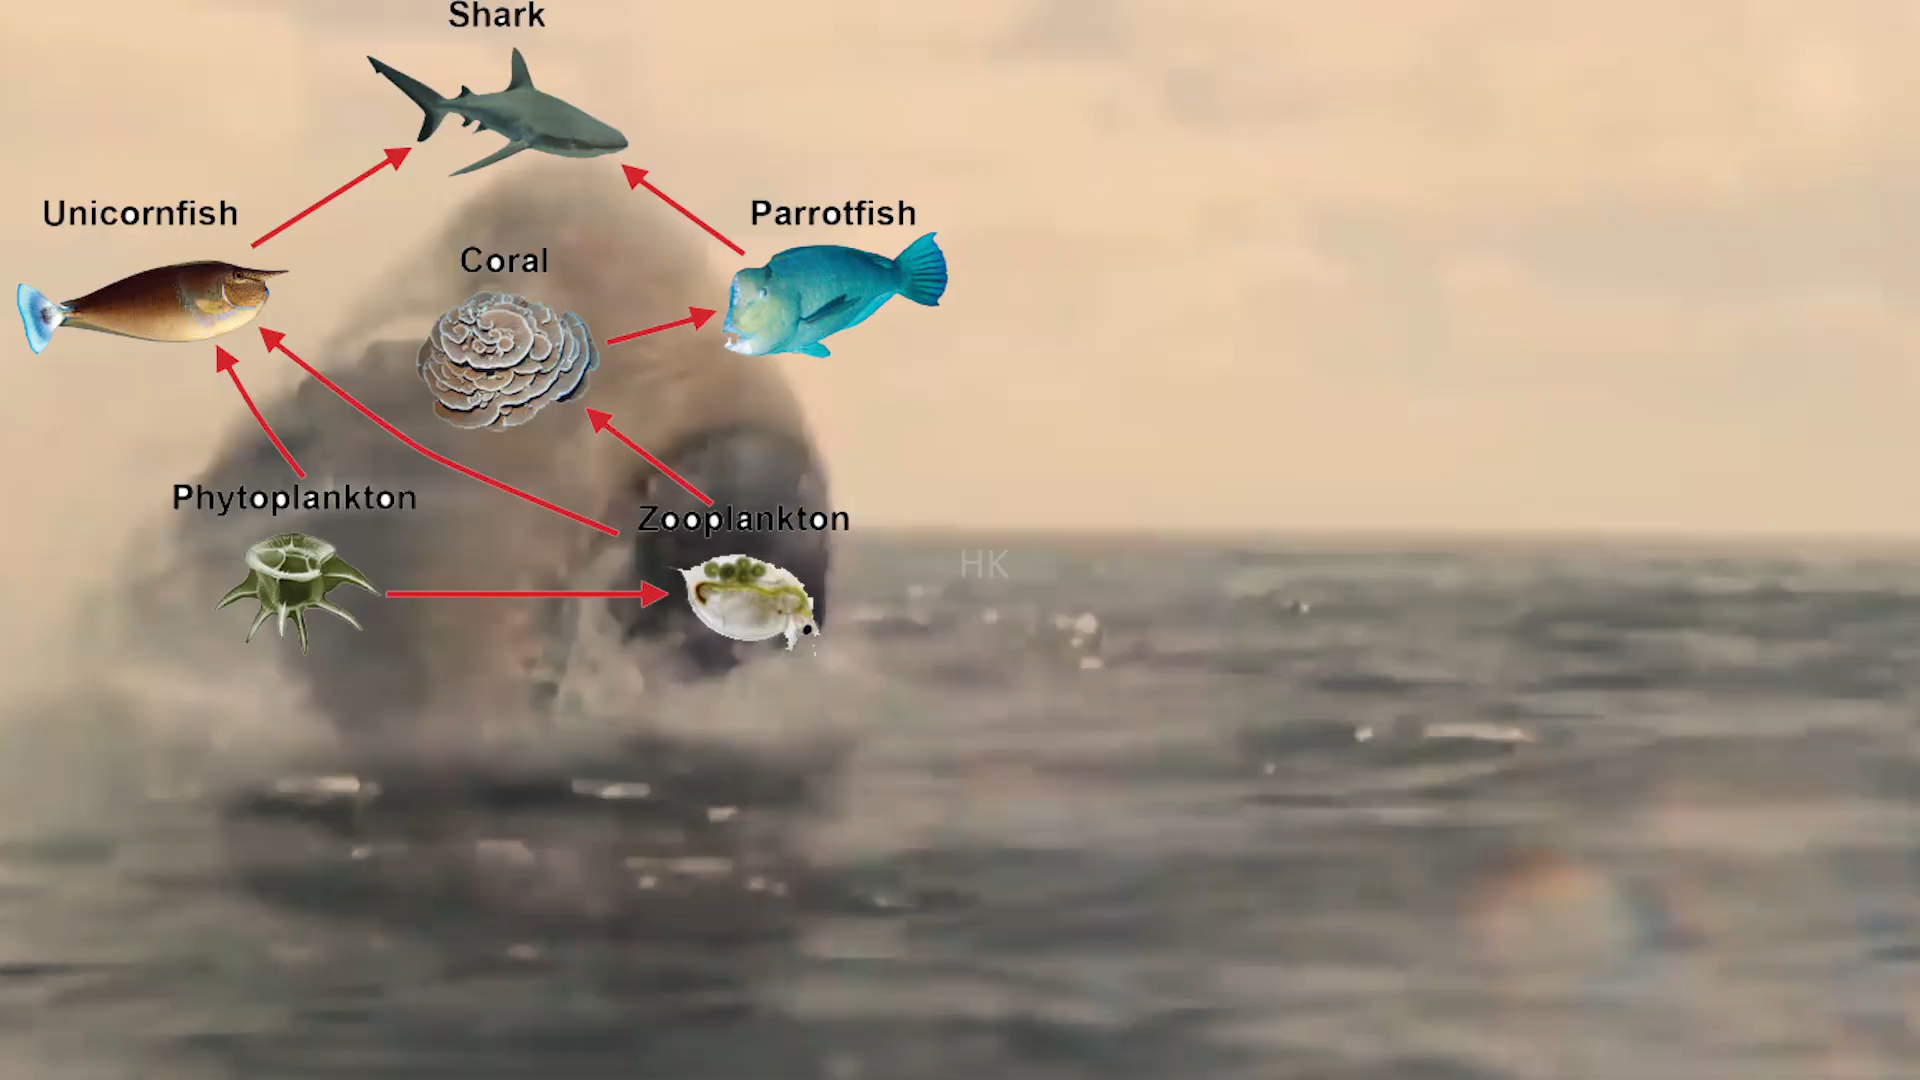 Shark
Unicornfish
Parrotfish
Coral
Phytoplankton
Zooplankton
HK